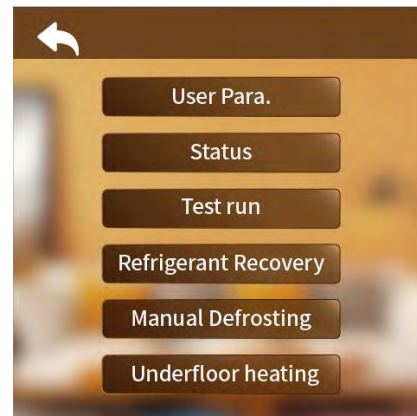 User Para.
Status
Test run
Refrigerant Recovery
Manual Defrosting
Underfloor heating